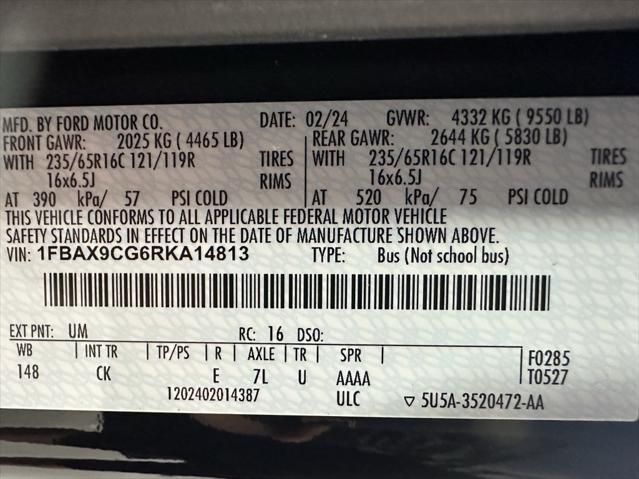 MFD. BY FORD MOTOR CO. DATE: 02/24 GVWR: 4332 KG ( 9550 LB)
FRONT GAWR: 2025 KG ( 4465 LB) REAR GAWR: 2644 KG ( 5830 LB)
WITH 235/65R16C 121/119R TIRES WITH 235/65R16C 121/119R TIRES
16x6.5J RIMS 16x6.5J RIMS
AT 390 kPa/ 57 PSI COLD AT 520 kPa/ 75 PSI COLD
THIS VEHICLE CONFORMS TO ALL APPLICABLE FEDERAL MOTOR VEHICLE
SAFETY STANDARDS IN EFFECT ON THE DATE OF MANUFACTURE SHOWN ABOVE.
VIN: 1FBAX9CG6RKA14813 TYPE: Bus (Not school bus)
EXT PNT: UM RC: 16 DSO:
WB INT TR TP/PS R AXLE TR SPR F0285
148 CK E 7L U AAAA T0527
1202402014387 ULC ▽ 5U5A-3520472-AA